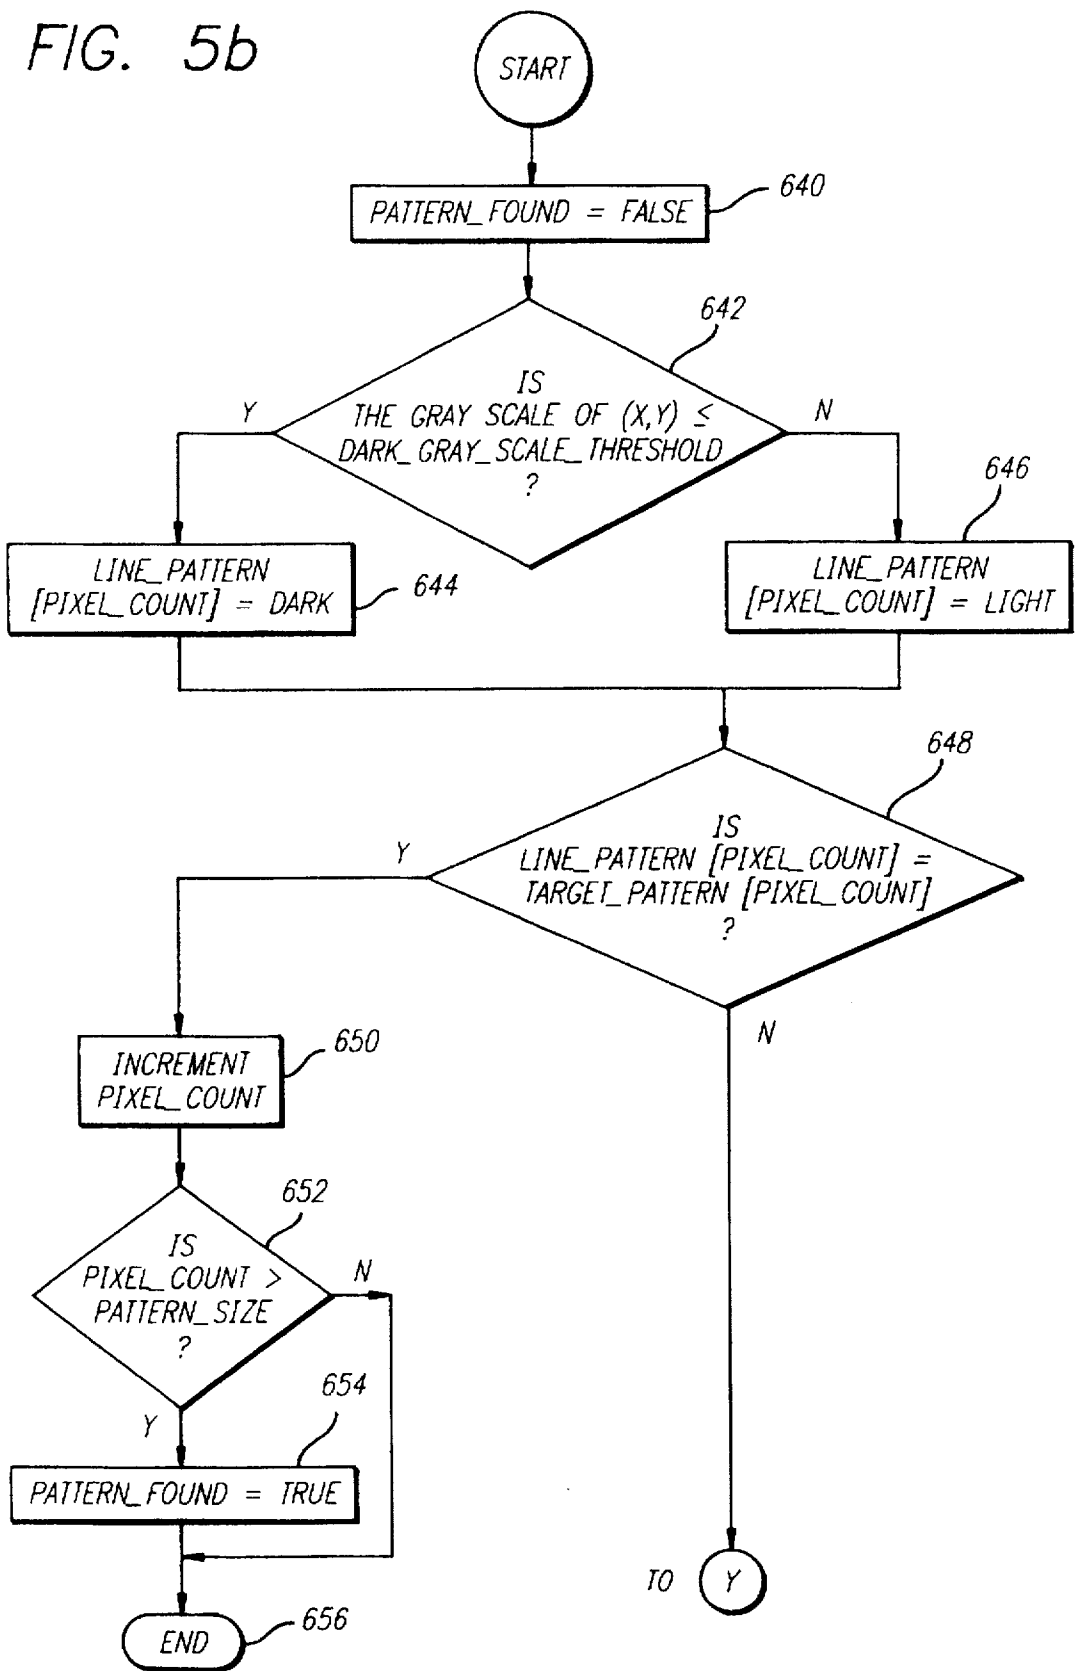 FIG. 5b
START
640
PATTERN_FOUND = FALSE
642
IS
THE GRAY SCALE OF (X,Y) ≤
DARK_GRAY_SCALE_THRESHOLD
?
Y
N
646
LINE_PATTERN
[PIXEL_COUNT] = DARK
644
LINE_PATTERN
[PIXEL_COUNT] = LIGHT
648
IS
LINE_PATTERN [PIXEL_COUNT] =
TARGET_PATTERN [PIXEL_COUNT]
?
Y
N
650
INCREMENT
PIXEL_COUNT
652
IS
PIXEL_COUNT >
PATTERN_SIZE
?
N
Y
654
PATTERN_FOUND = TRUE
TO Y
END
656